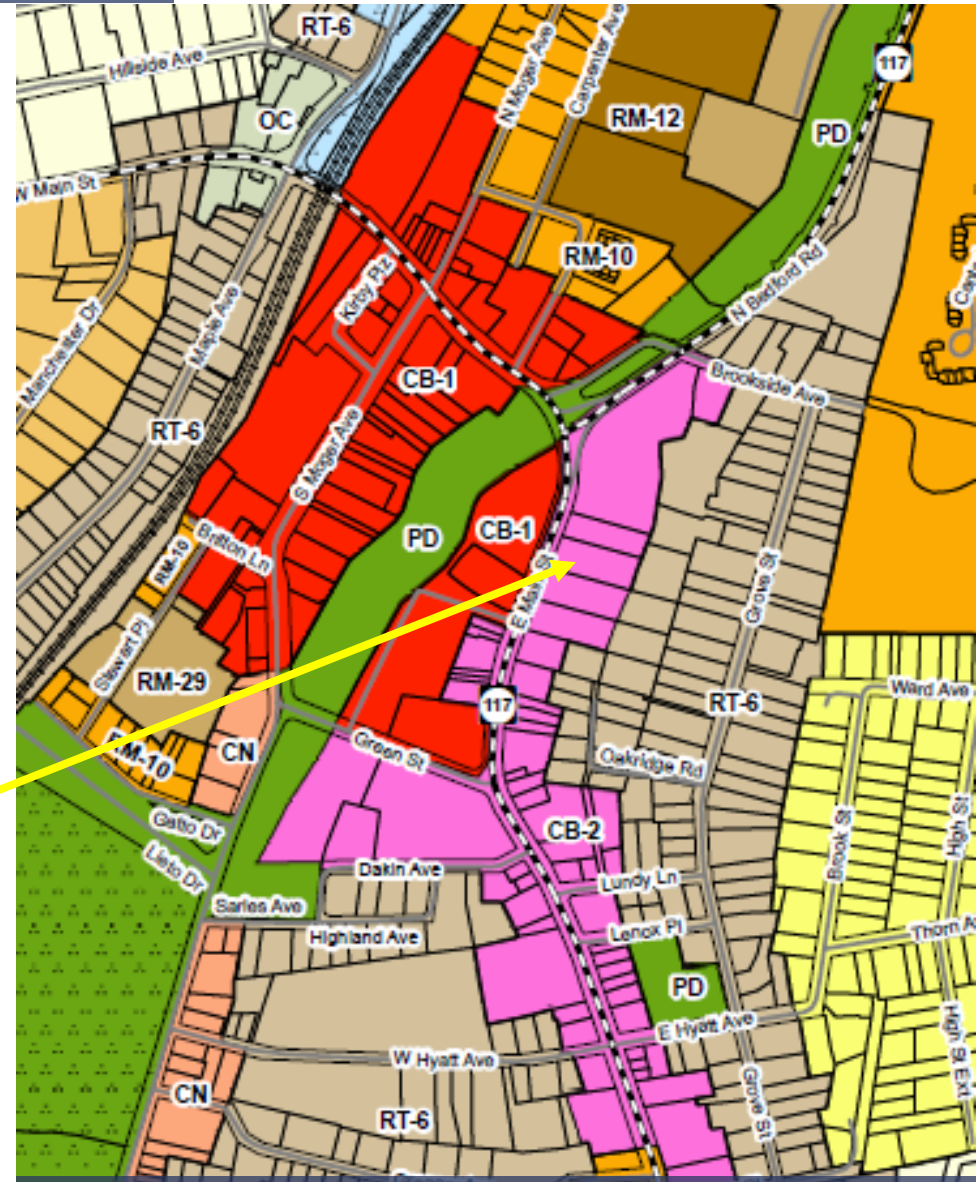 RT-6
Hillside Ave
OC
W Main St
N Moger Ave
Carpenter Ave
RM-12
117
PD
RM-10
N Bedford Rd
Kirby Plz
Manchester Dr
Maple Ave
RT-6
CB-1
S Moger Ave
Brookside Ave
PD
CB-1
E Main St
Grove St
Britton Ln
RM-10
Stewart Pl
RM-29
RM-10
CN
117
Green St
RT-6
Ward Ave
Oakridge Rd
Gatto Dr
Lieto Dr
CB-2
Brook St
High St
Dakin Ave
Lundy Ln
Sarles Ave
Highland Ave
Lenox Pl
PD
E Hyatt Ave
W Hyatt Ave
CN
RT-6
Grove St
High St Ext